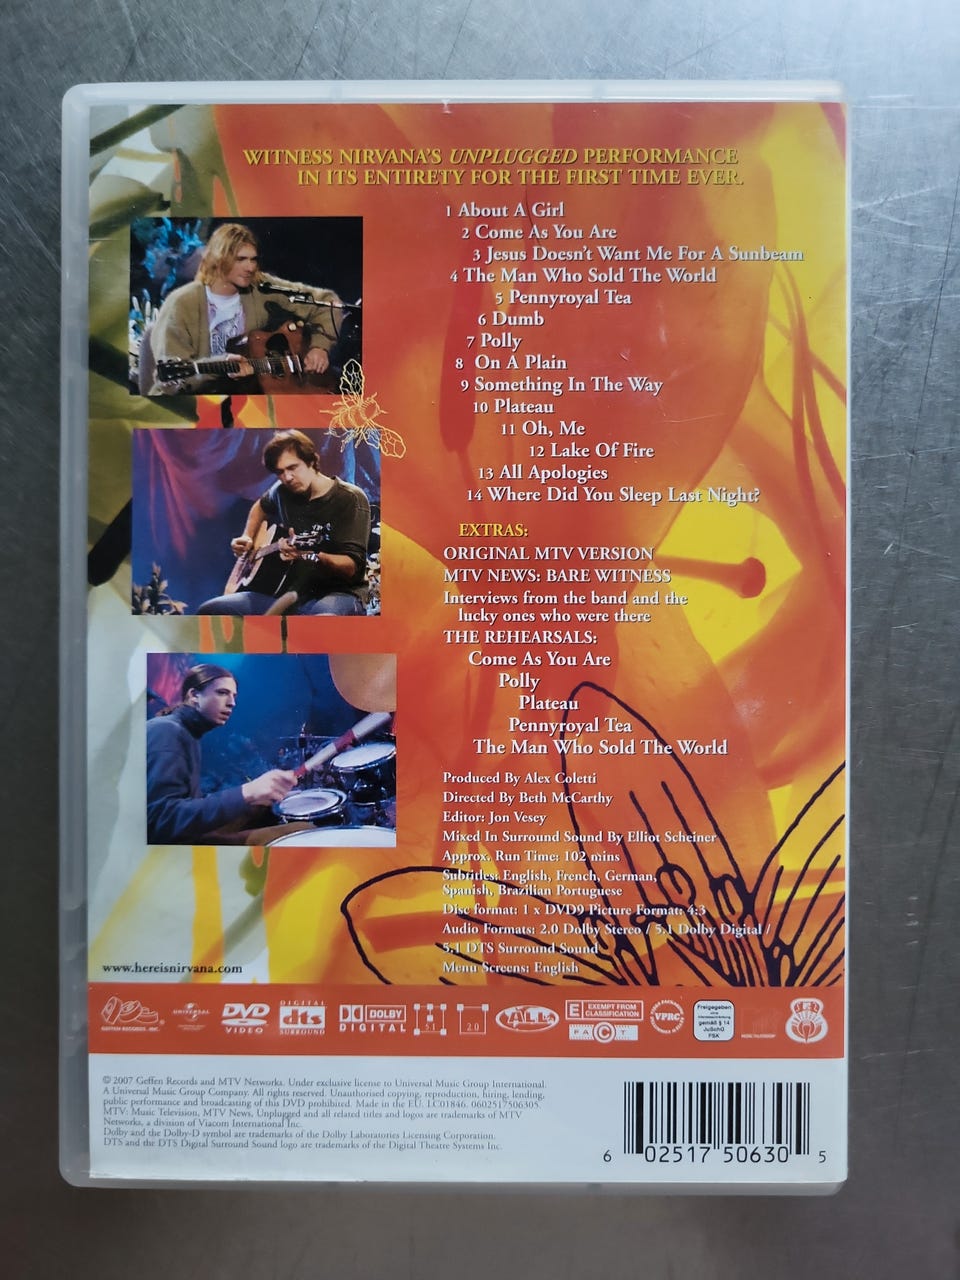 WITNESS NIRVANA'S UNPLUGGED PERFORMANCE
IN ITS ENTIRETY FOR THE FIRST TIME EVER.
1 About A Girl
2 Come As You Are
3 Jesus Doesn't Want Me For A Sunbeam
4 The Man Who Sold The World
5 Pennyroyal Tea
6 Dumb
7 Polly
8 On A Plain
9 Something In The Way
10 Plateau
11 Oh, Me
12 Lake Of Fire
13 All Apologies
14 Where Did You Sleep Last Night?
EXTRAS:
ORIGINAL MTV VERSION
MTV NEWS: BARE WITNESS
Interviews from the band and the
lucky ones who were there
THE REHEARSALS:
Come As You Are
Polly
Plateau
Pennyroyal Tea
The Man Who Sold The World
Produced By Alex Coletti
Directed By Beth McCarthy
Editor: Jon Vesey
Mixed In Surround Sound By Elliot Scheiner
Approx. Run Time: 102 mins
Subtitles: English, French, German,
Spanish, Brazilian Portuguese
Disc format: 1 x DVD9 Picture Format: 4:3
Audio Formats: 2.0 Dolby Stereo / 5.1 Dolby Digital /
5.1 DTS Surround Sound
Menu Screens: English
www.hereisnirvana.com
GEFFEN RECORDS, INC.
UNIVERSAL
DVD VIDEO
DIGITAL dts SURROUND
DOLBY DIGITAL
5.1
2.0
ALL
E EXEMPT FROM CLASSIFICATION
FACT
VPRC
Freigegeben
gemäß § 14
JuSchG
FSK
© 2007 Geffen Records and MTV Networks. Under exclusive license to Universal Music Group International.
A Universal Music Group Company. All rights reserved. Unauthorised copying, reproduction, hiring, lending,
public performance and broadcasting of this DVD prohibited. Made in the EU. LC01846. 0602517506305.
MTV: Music Television, MTV News, Unplugged and all related titles and logos are trademarks of MTV
Networks, a division of Viacom International Inc.
Dolby and the Dolby-D symbol are trademarks of the Dolby Laboratories Licensing Corporation.
DTS and the DTS Digital Surround Sound logo are trademarks of the Digital Theatre Systems Inc.
6 02517 50630 5